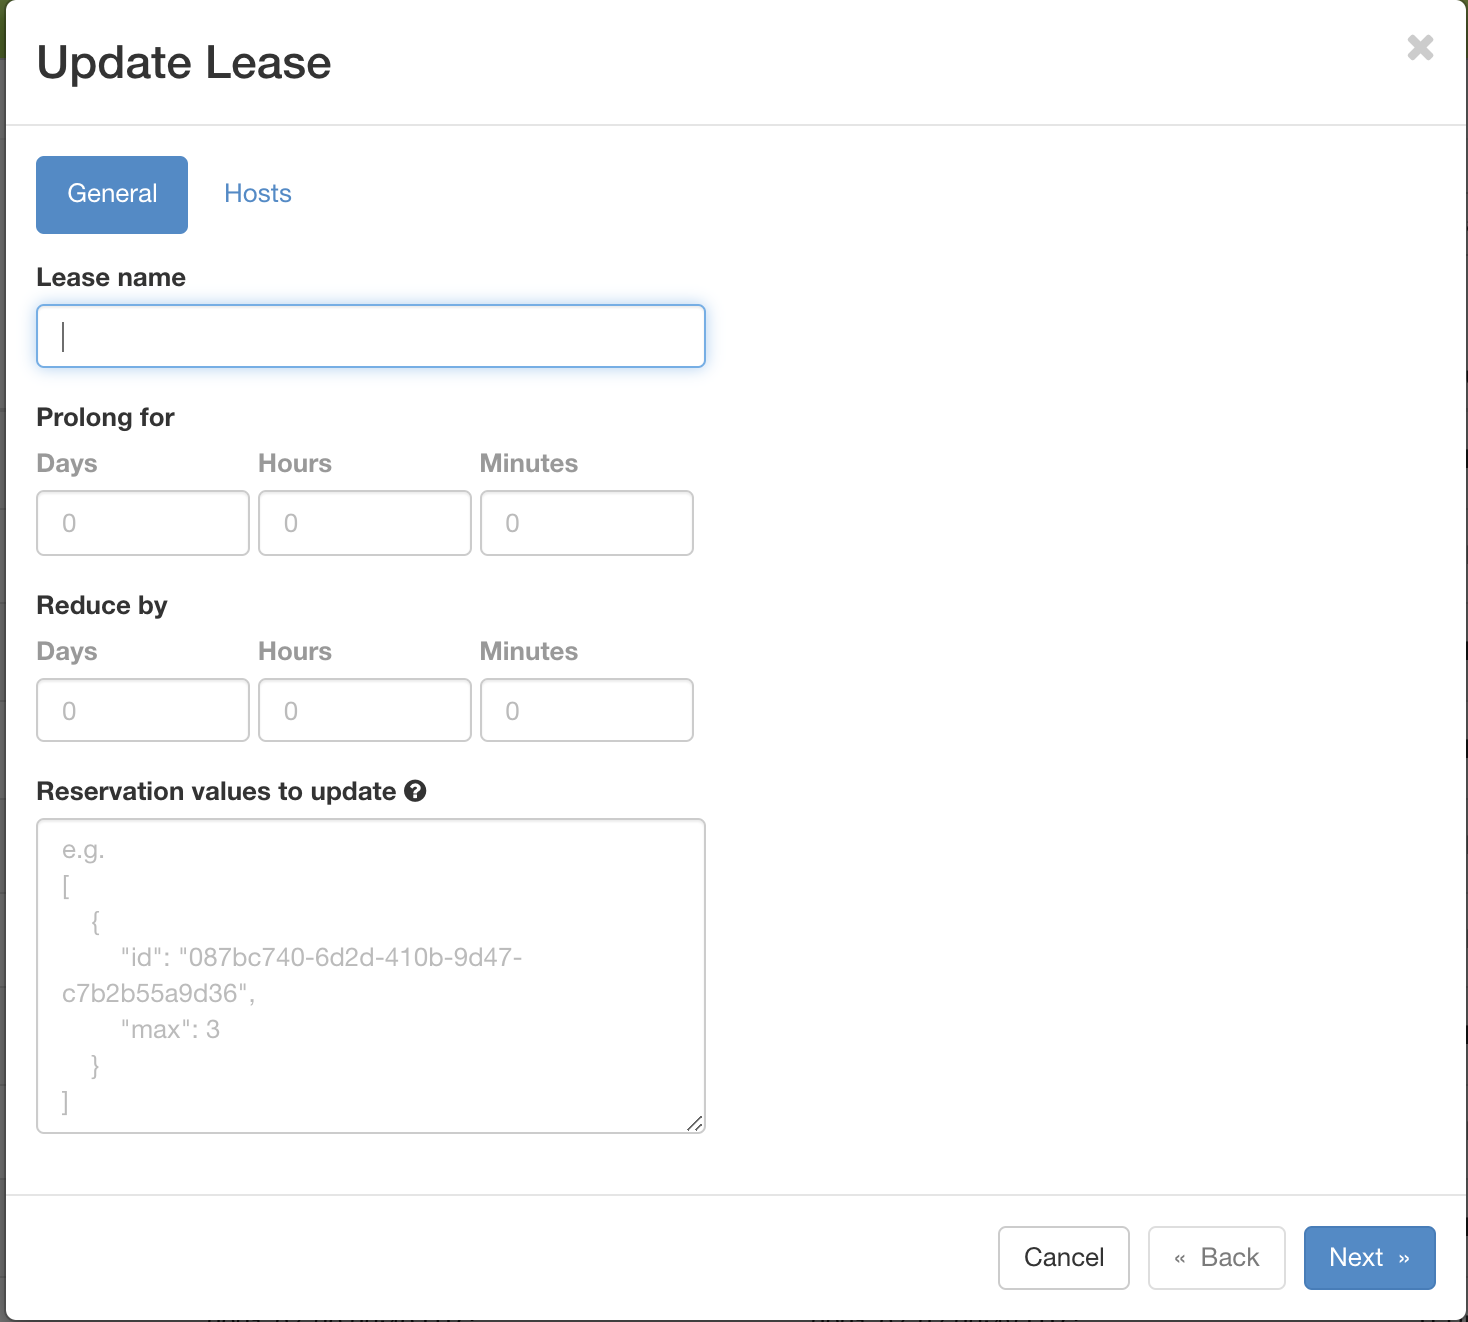 Update Lease
General Hosts
Lease name
Prolong for
Days Hours Minutes
0 0 0
Reduce by
Days Hours Minutes
0 0 0
Reservation values to update
e.g.
[
{
"id": "087bc740-6d2d-410b-9d47-
c7b2b55a9d36",
"max": 3
}
]
Cancel « Back Next »